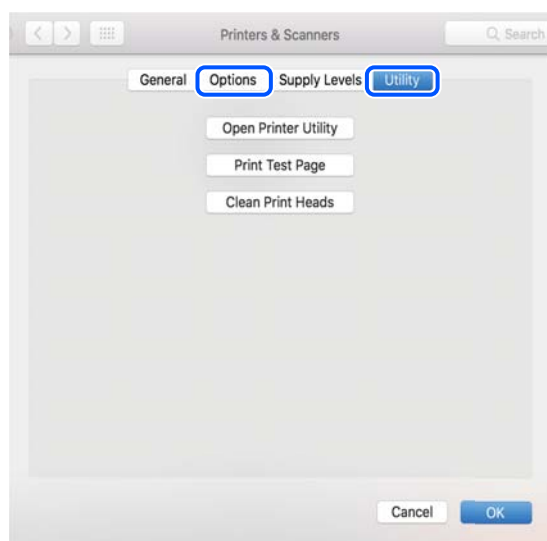 Printers & Scanners
Search
General Options Supply Levels Utility
Open Printer Utility
Print Test Page
Clean Print Heads
Cancel OK